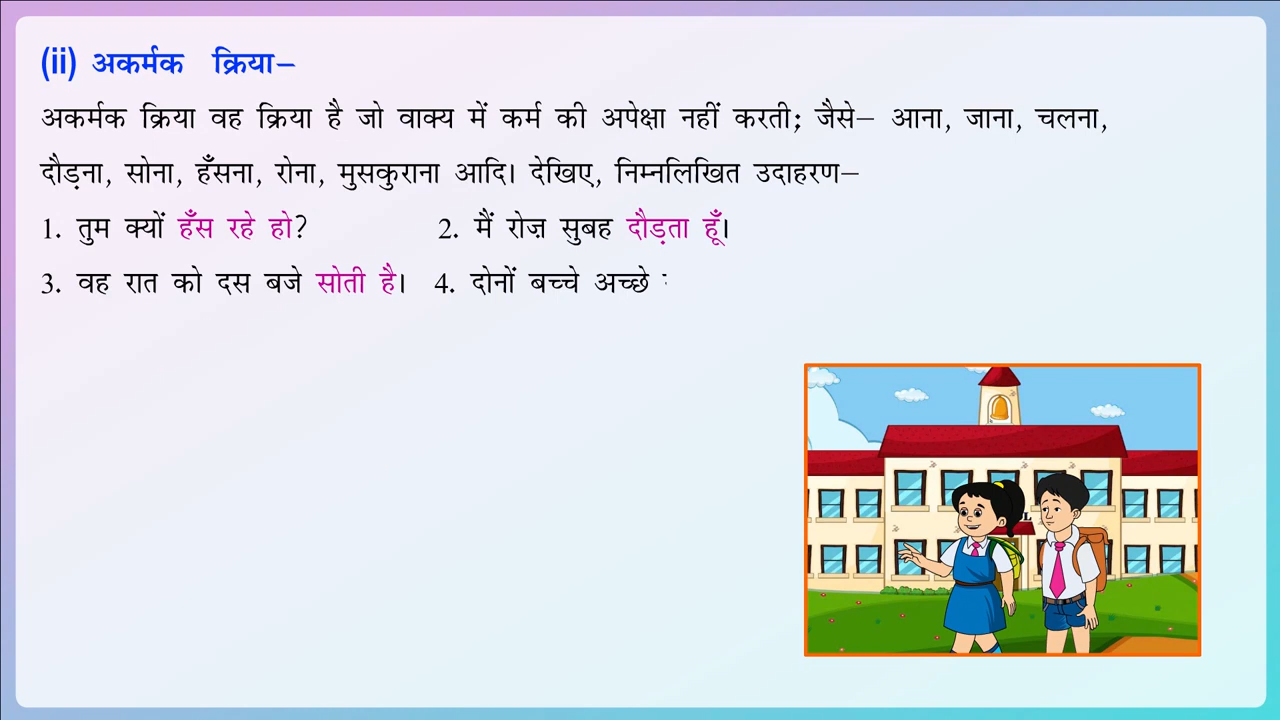 (ii) अकर्मक क्रिया–
अकर्मक क्रिया वह क्रिया है जो वाक्य में कर्म की अपेक्षा नहीं करती; जैसे– आना, जाना, चलना,
दौड़ना, सोना, हँसना, रोना, मुसकुराना आदि। देखिए, निम्नलिखित उदाहरण–
1. तुम क्यों हँस रहे हो? 2. मैं रोज़ सुबह दौड़ता हूँ।
3. वह रात को दस बजे सोती है। 4. दोनों बच्चे अच्छे